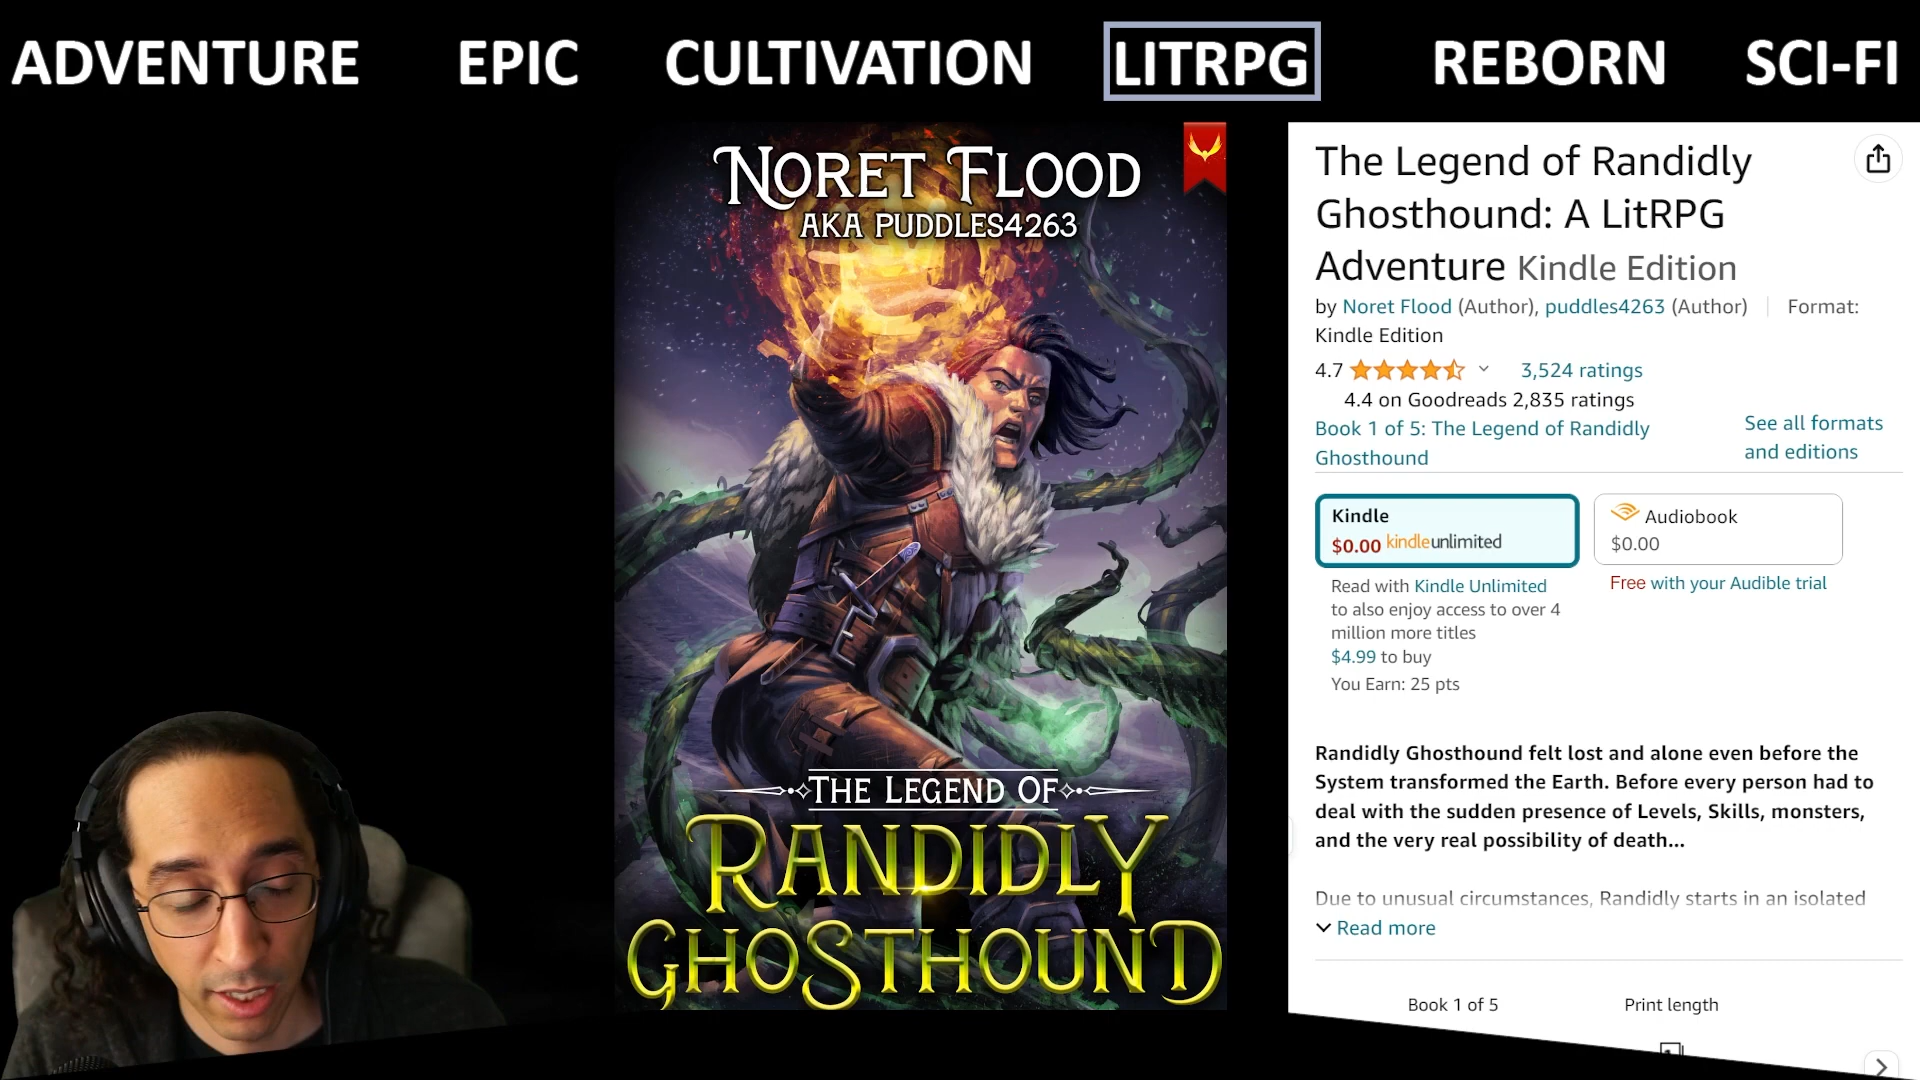 ADVENTURE EPIC CULTIVATION LITRPG REBORN SCI-FI
NORET FLOOD
AKA PUDDLES4263
THE LEGEND OF
RANDIDLY
GHOSTHOUND
The Legend of Randidly
Ghosthound: A LitRPG
Adventure Kindle Edition
by Noret Flood (Author), puddles4263 (Author) Format:
Kindle Edition
4.7 3,524 ratings
4.4 on Goodreads 2,835 ratings
Book 1 of 5: The Legend of Randidly
Ghosthound
See all formats
and editions
Kindle
$0.00 kindleunlimited
Read with Kindle Unlimited
to also enjoy access to over 4
million more titles
$4.99 to buy
You Earn: 25 pts
Audiobook
$0.00
Free with your Audible trial
Randidly Ghosthound felt lost and alone even before the
System transformed the Earth. Before every person had to
deal with the sudden presence of Levels, Skills, monsters,
and the very real possibility of death...
Due to unusual circumstances, Randidly starts in an isolated
Read more
Book 1 of 5 Print length